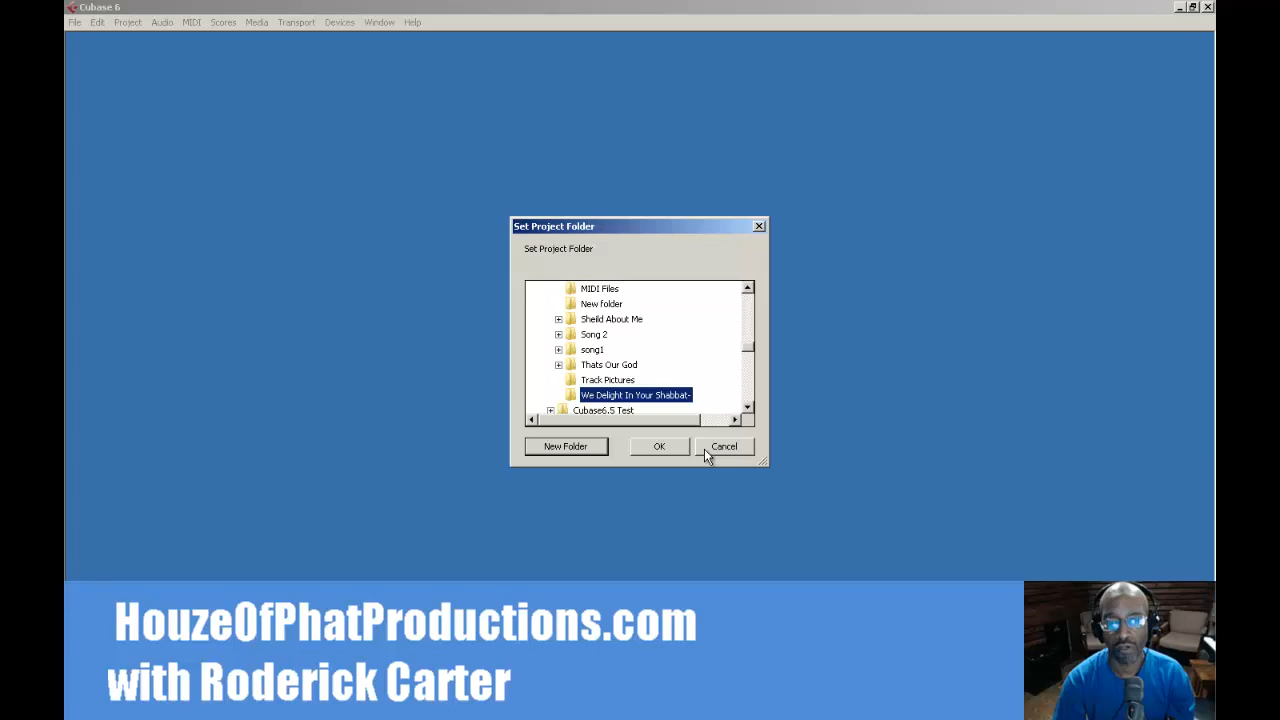 Cubase 6
File Edit Project Audio MIDI Scores Media Transport Devices Window Help
Set Project Folder
Set Project Folder
MIDI Files
New folder
Sheild About Me
Song 2
song1
Thats Our God
Track Pictures
We Delight In Your Shabbat-
Cubase6.5 Test
New Folder OK Cancel
HouzeOfPhatProductions.com
with Roderick Carter